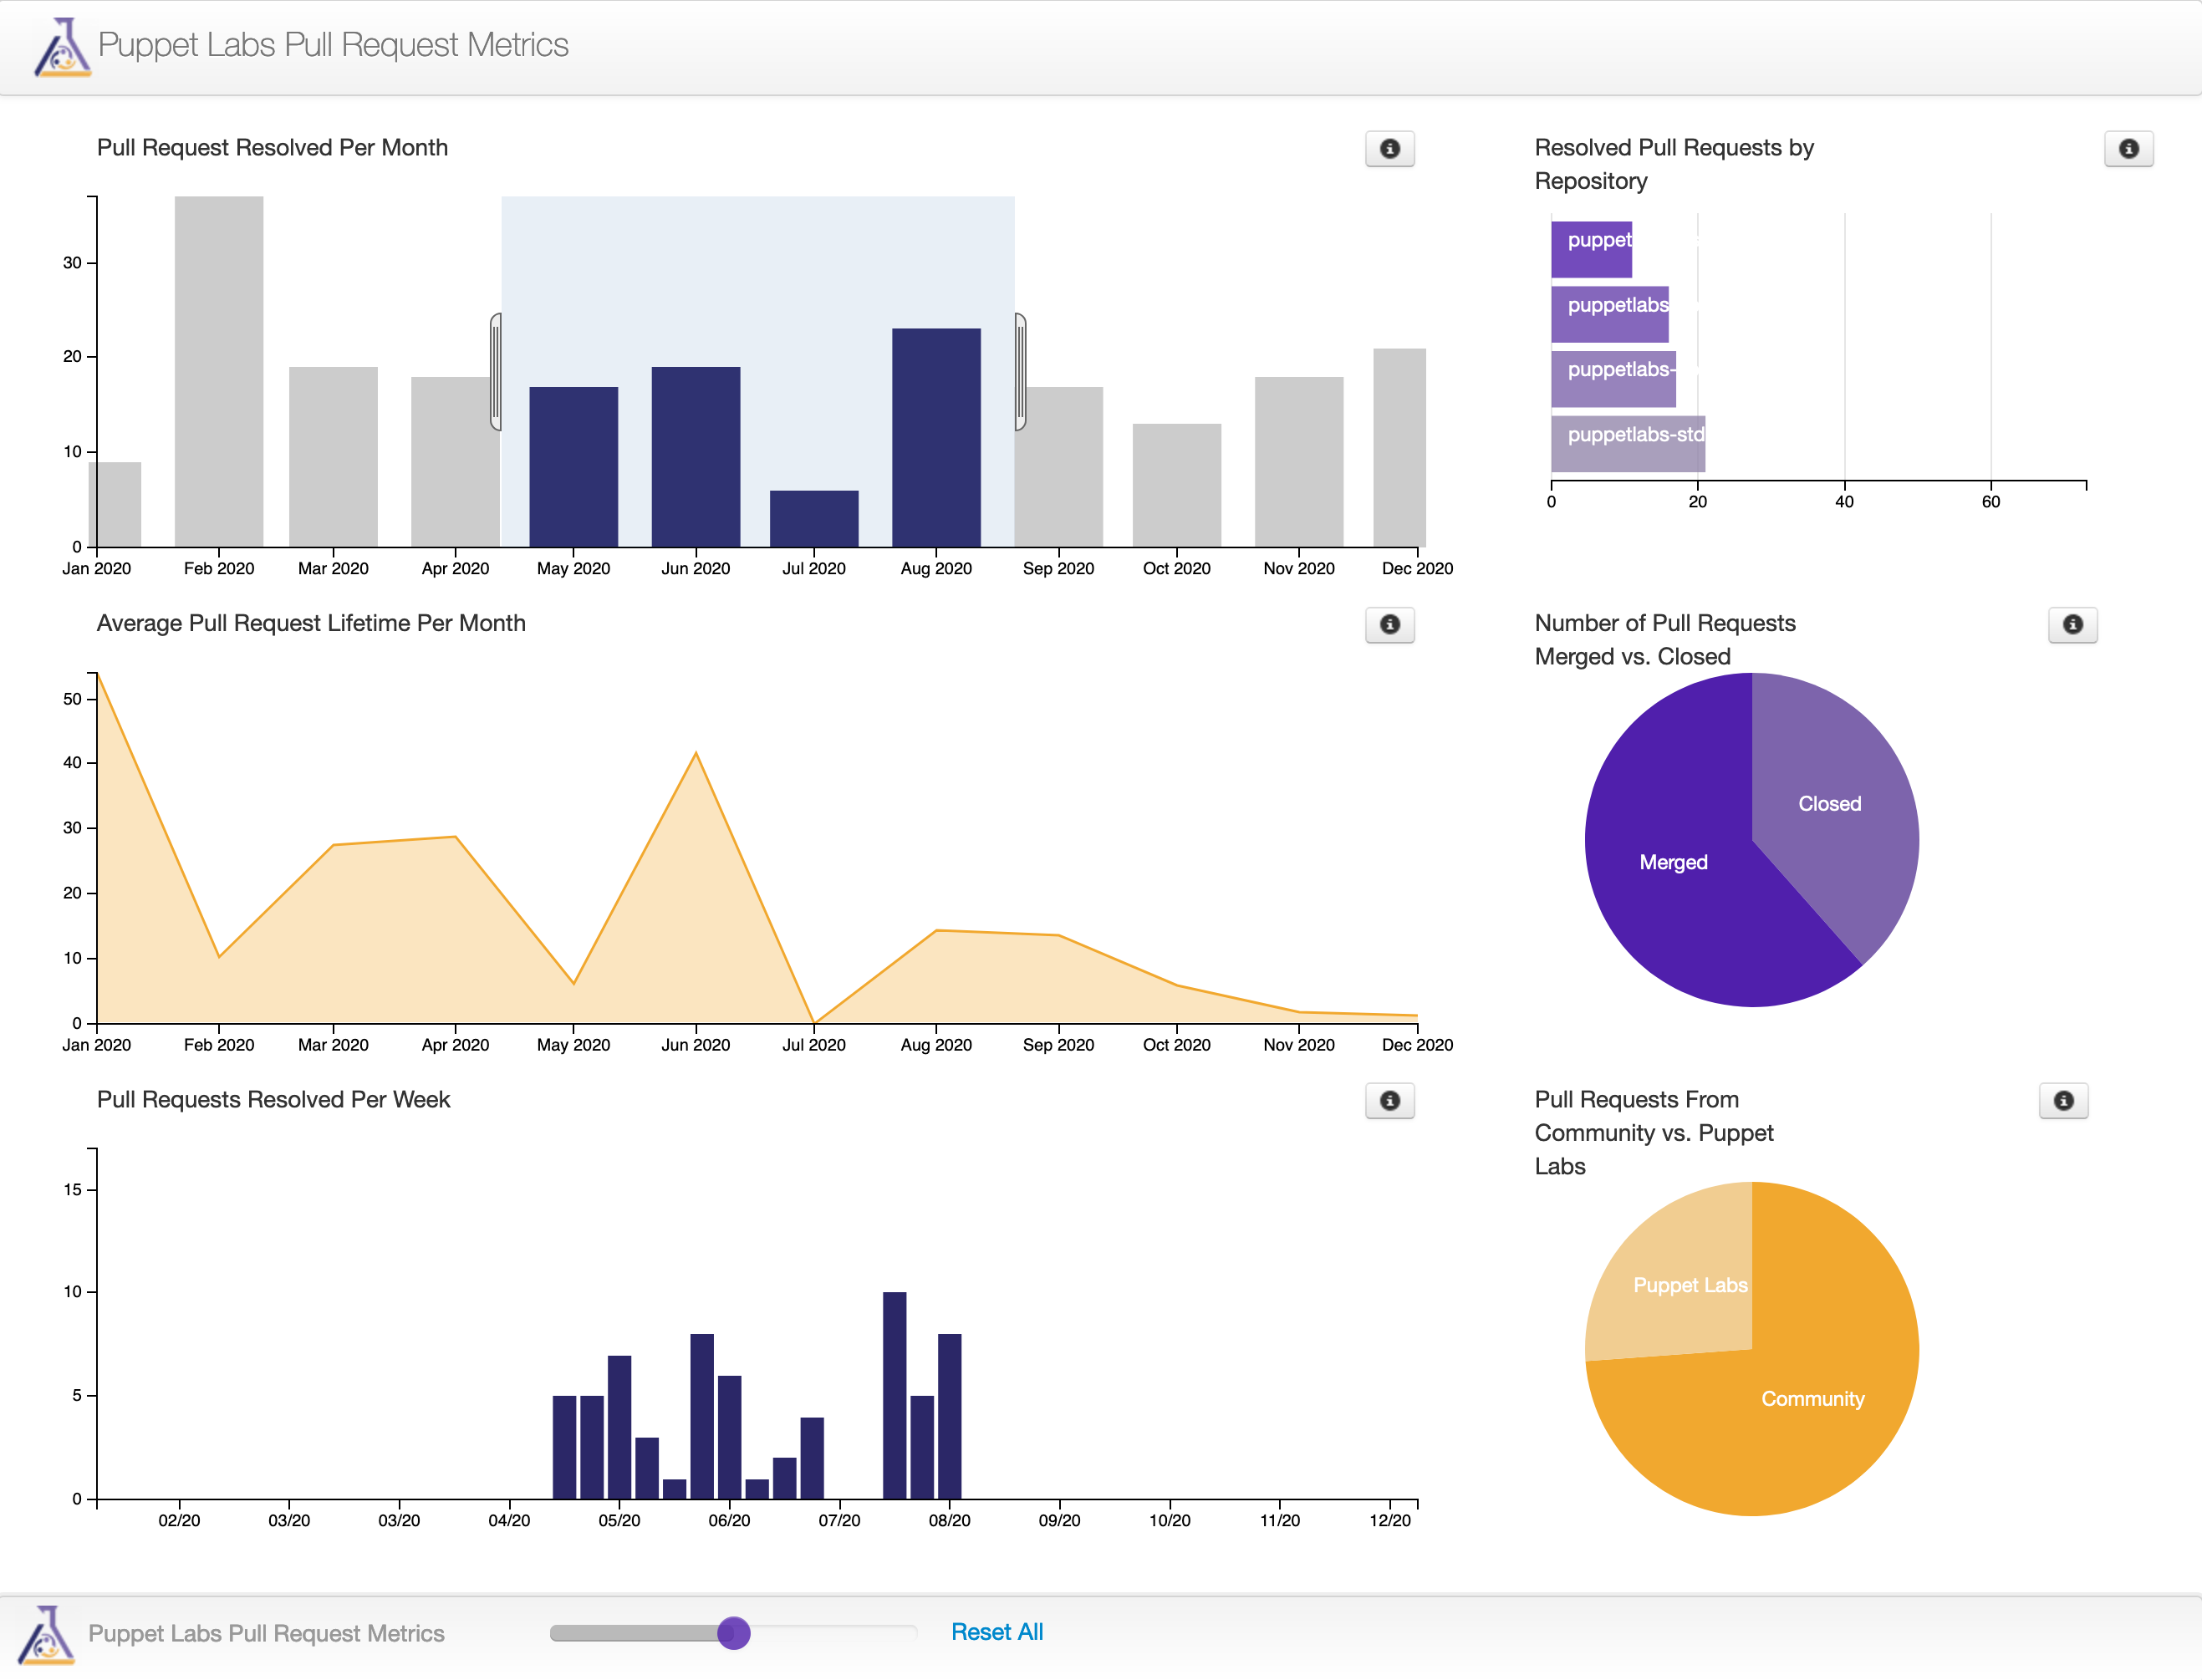 Puppet Labs Pull Request Metrics
Pull Request Resolved Per Month
30
20
10
0
Jan 2020 Feb 2020 Mar 2020 Apr 2020 May 2020 Jun 2020 Jul 2020 Aug 2020 Sep 2020 Oct 2020 Nov 2020 Dec 2020
Resolved Pull Requests by
Repository
puppet
puppetlabs
puppetlabs-
puppetlabs-std
0 20 40 60
Average Pull Request Lifetime Per Month
50
40
30
20
10
0
Jan 2020 Feb 2020 Mar 2020 Apr 2020 May 2020 Jun 2020 Jul 2020 Aug 2020 Sep 2020 Oct 2020 Nov 2020 Dec 2020
Number of Pull Requests
Merged vs. Closed
Closed
Merged
Pull Requests Resolved Per Week
15
10
5
0
02/20 03/20 03/20 04/20 05/20 06/20 07/20 08/20 09/20 10/20 11/20 12/20
Pull Requests From
Community vs. Puppet
Labs
Puppet Labs
Community
Puppet Labs Pull Request Metrics
Reset All